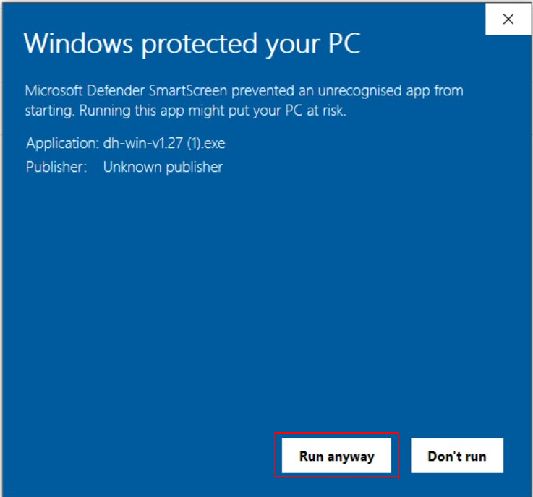 Windows protected your PC
Microsoft Defender SmartScreen prevented an unrecognised app from
starting. Running this app might put your PC at risk.
Application: dh-win-v1.27 (1).exe
Publisher: Unknown publisher
Run anyway Don't run